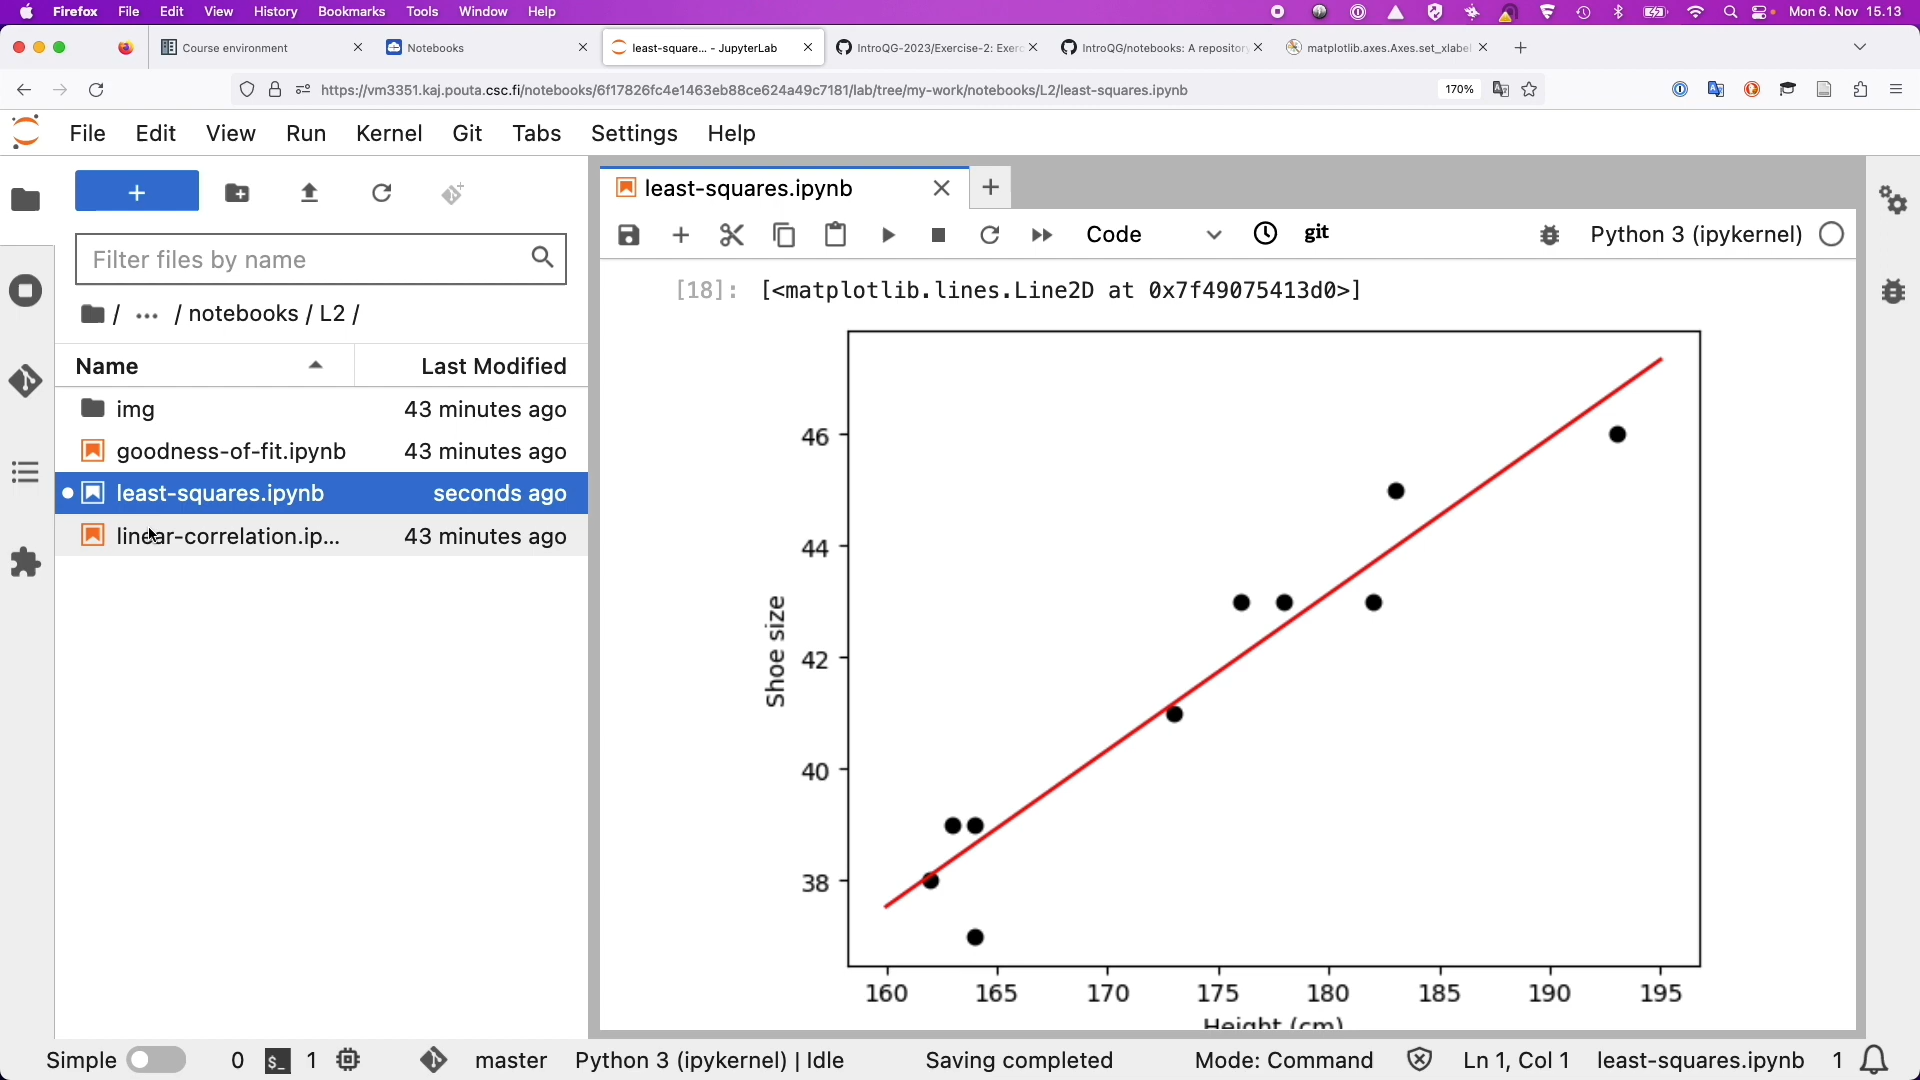 Firefox File Edit View History Bookmarks Tools Window Help Mon 6. Nov 15.13
Course environment Notebooks least-square... - JupyterLab IntroQG-2023/Exercise-2: Exerc IntroQG/notebooks: A repository matplotlib.axes.Axes.set_xlabel
https://vm3351.kaj.pouta.csc.fi/notebooks/6f17826fc4e1463eb88ce624a49c7181/lab/tree/my-work/notebooks/L2/least-squares.ipynb 170%
File Edit View Run Kernel Git Tabs Settings Help
least-squares.ipynb
Code git Python 3 (ipykernel)
Filter files by name
/ ... / notebooks / L2 /
Name Last Modified
img 43 minutes ago
goodness-of-fit.ipynb 43 minutes ago
least-squares.ipynb seconds ago
linear-correlation.ip... 43 minutes ago
[18]: [<matplotlib.lines.Line2D at 0x7f49075413d0>]
46
44
42
40
38
Shoe size
160 165 170 175 180 185 190 195
Height (cm)
Simple 0 1 master Python 3 (ipykernel) | Idle Saving completed Mode: Command Ln 1, Col 1 least-squares.ipynb 1